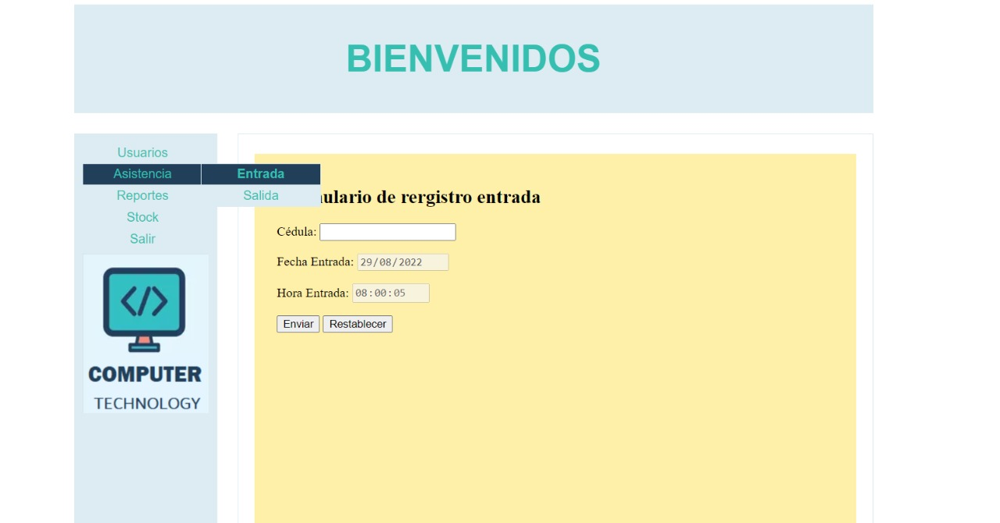 BIENVENIDOS
Usuarios
Asistencia
Entrada
Reportes
Salida
Stock
Salir
</>
COMPUTER
TECHNOLOGY
ulario de rergistro entrada
Cédula:
Fecha Entrada: 29/08/2022
Hora Entrada: 08:00:05
Enviar Restablecer